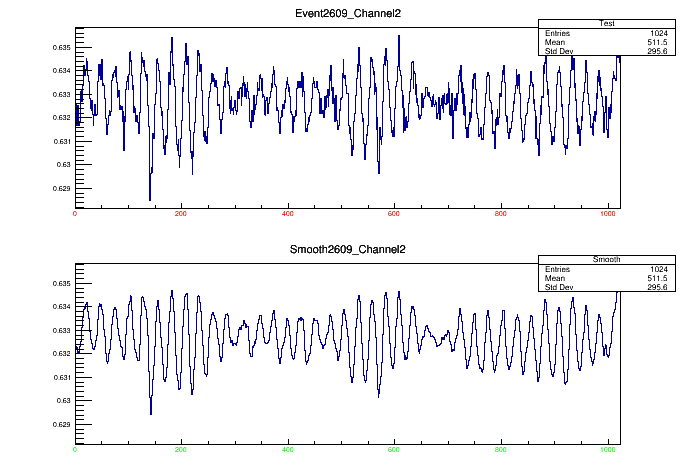 Event2609_Channel2
Test
Entries 1024
Mean 511.5
Std Dev 295.6
0.635
0.634
0.633
0.632
0.631
0.63
0.629
0 200 400 600 800 1000
Smooth2609_Channel2
Smooth
Entries 1024
Mean 511.5
Std Dev 295.6
0.635
0.634
0.633
0.632
0.631
0.63
0.629
0 200 400 600 800 1000